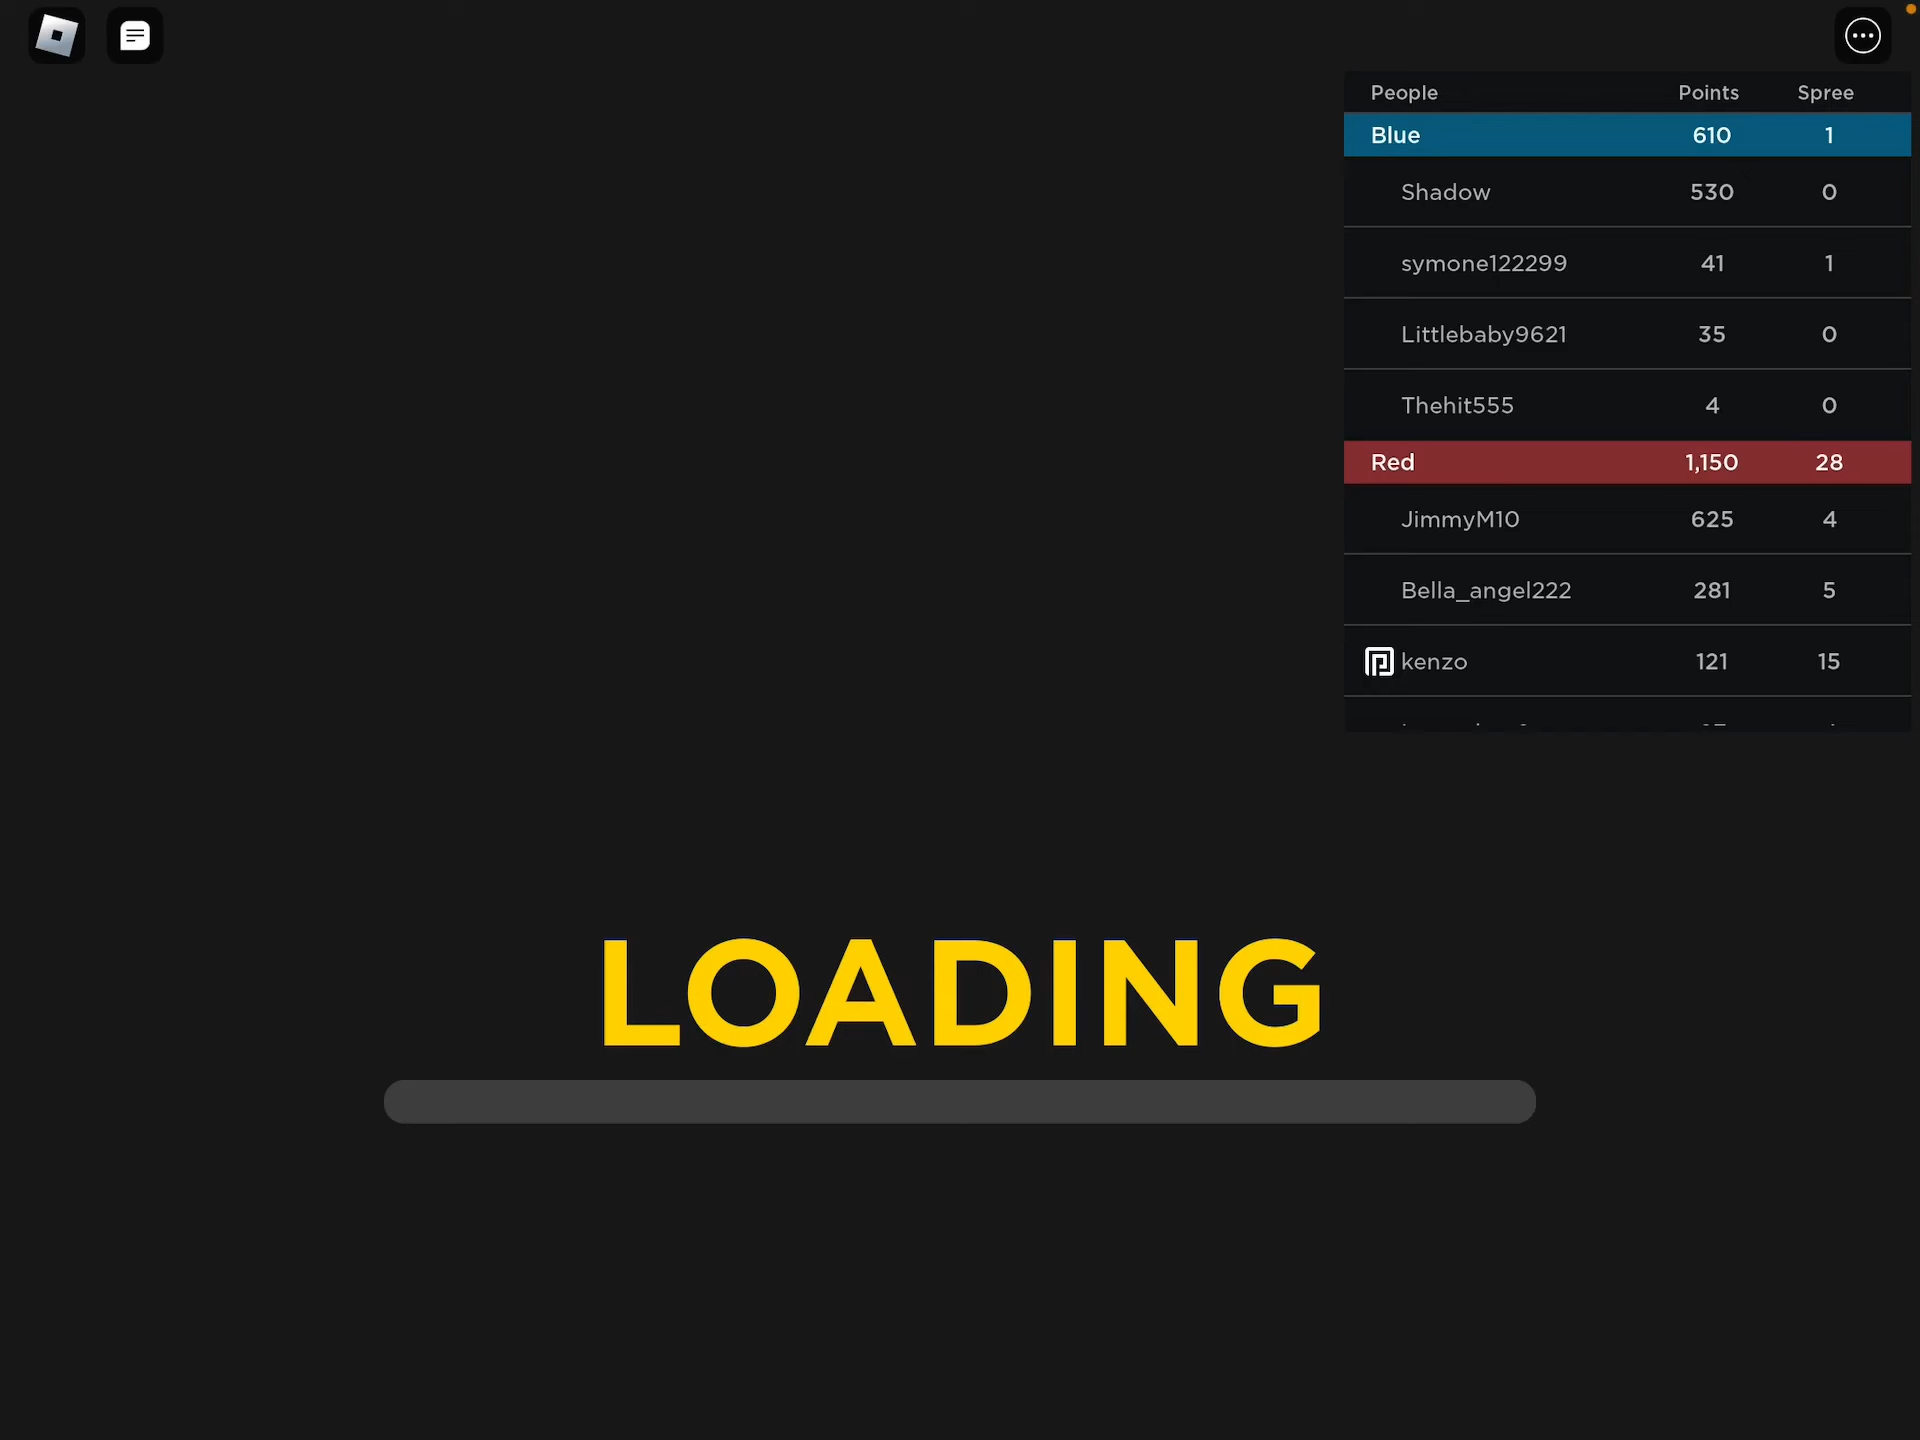 People Points Spree
Blue 610 1
Shadow 530 0
symone122299 41 1
Littlebaby9621 35 0
Thehit555 4 0
Red 1,150 28
JimmyM10 625 4
Bella_angel222 281 5
kenzo 121 15
LOADING